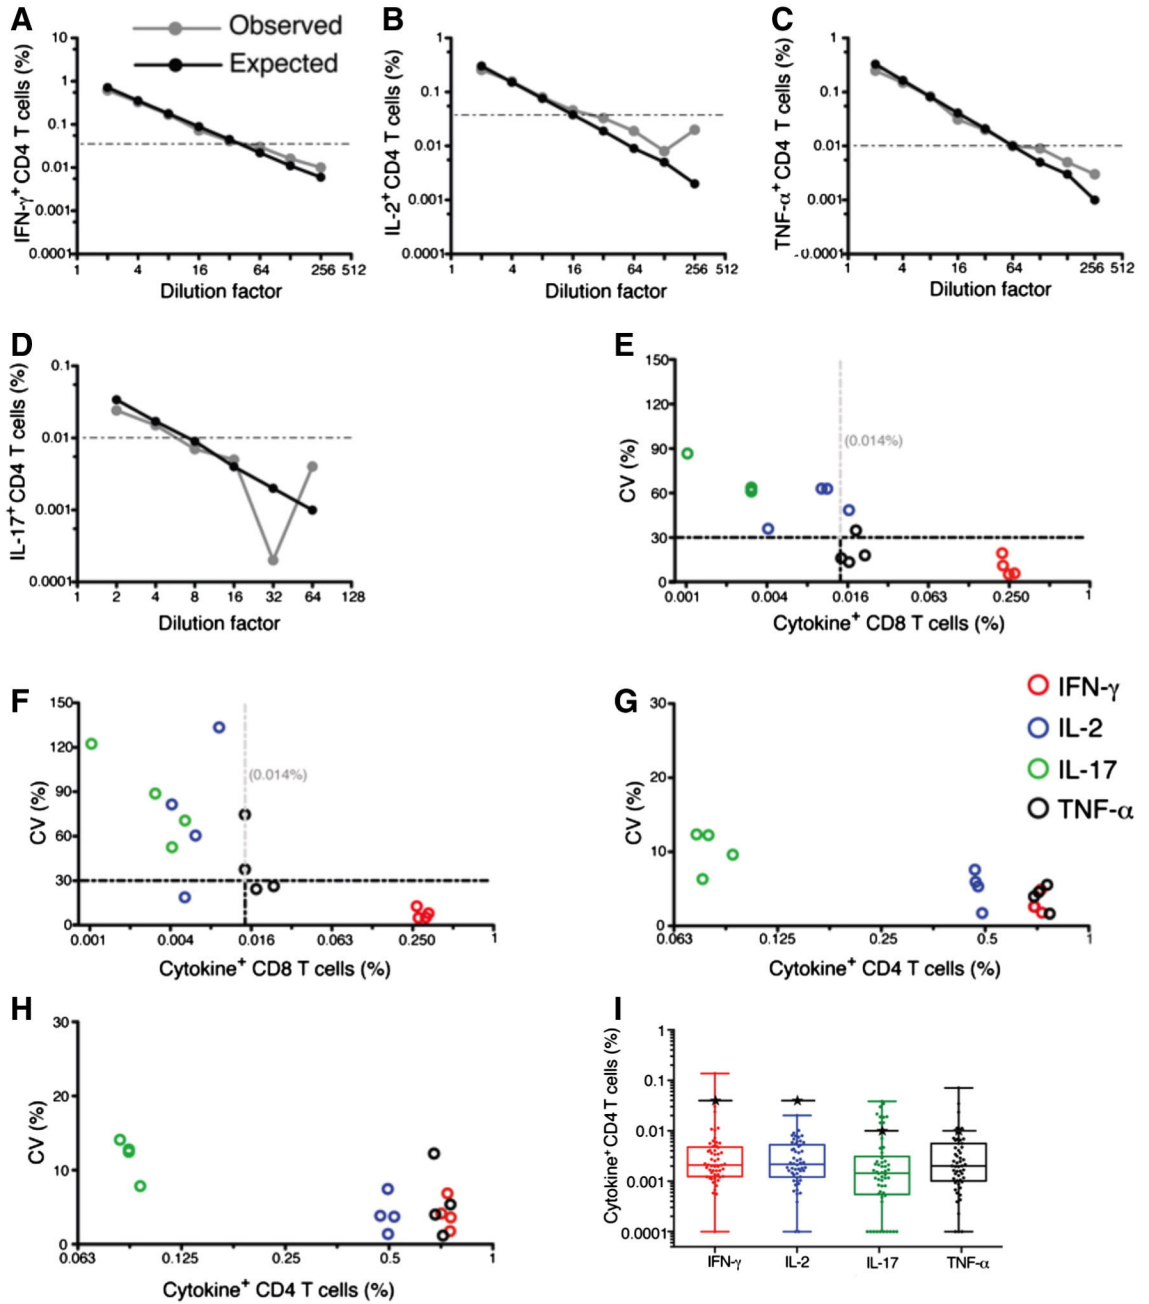 A
Observed
Expected
IFN-γ+ CD4 T cells (%)
10
1
0.1
0.01
0.001
0.0001
1 4 16 64 256 512
Dilution factor
B
IL-2+ CD4 T cells (%)
1
0.1
0.01
0.001
0.0001
1 4 16 64 256 512
Dilution factor
C
TNF-α+ CD4 T cells (%)
1
0.1
0.01
0.001
-0.0001
1 4 16 64 256 512
Dilution factor
D
IL-17+ CD4 T cells (%)
0.1
0.01
0.001
0.0001
1 2 4 8 16 32 64 128
Dilution factor
E
CV (%)
150
120
90
60
30
0
(0.014%)
0.001 0.004 0.016 0.063 0.250 1
Cytokine+ CD8 T cells (%)
F
CV (%)
150
120
90
60
30
0
(0.014%)
0.001 0.004 0.016 0.063 0.250 1
Cytokine+ CD8 T cells (%)
G
CV (%)
30
20
10
0
0.063 0.125 0.25 0.5 1
Cytokine+ CD4 T cells (%)
IFN-γ
IL-2
IL-17
TNF-α
H
CV (%)
30
20
10
0
0.063 0.125 0.25 0.5 1
Cytokine+ CD4 T cells (%)
I
Cytokine+ CD4 T cells (%)
1
0.1
0.01
0.001
0.0001
IFN-γ IL-2 IL-17 TNF-α